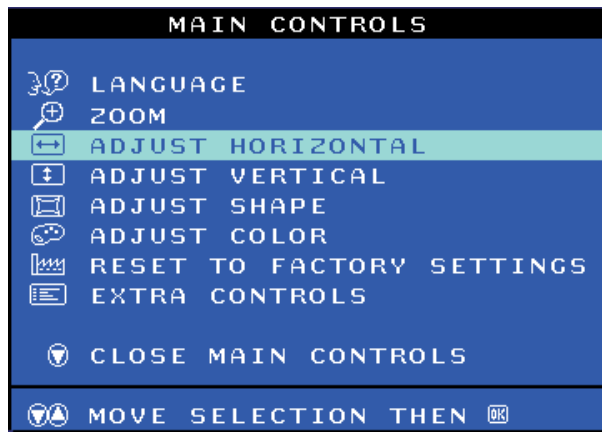 MAIN CONTROLS
LANGUAGE
ZOOM
ADJUST HORIZONTAL
ADJUST VERTICAL
ADJUST SHAPE
ADJUST COLOR
RESET TO FACTORY SETTINGS
EXTRA CONTROLS
CLOSE MAIN CONTROLS
MOVE SELECTION THEN OK